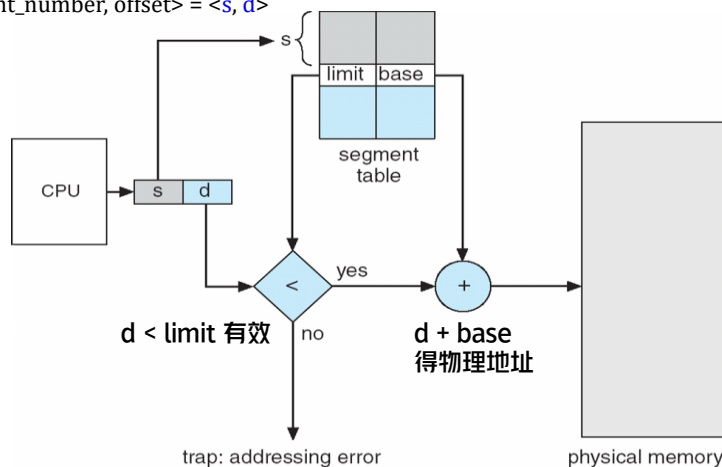 nt_number, offset> = <s, d>
s
limit base
segment
table
CPU
s d
<
yes
+
d < limit 有效
no
d + base
得物理地址
trap: addressing error
physical memory